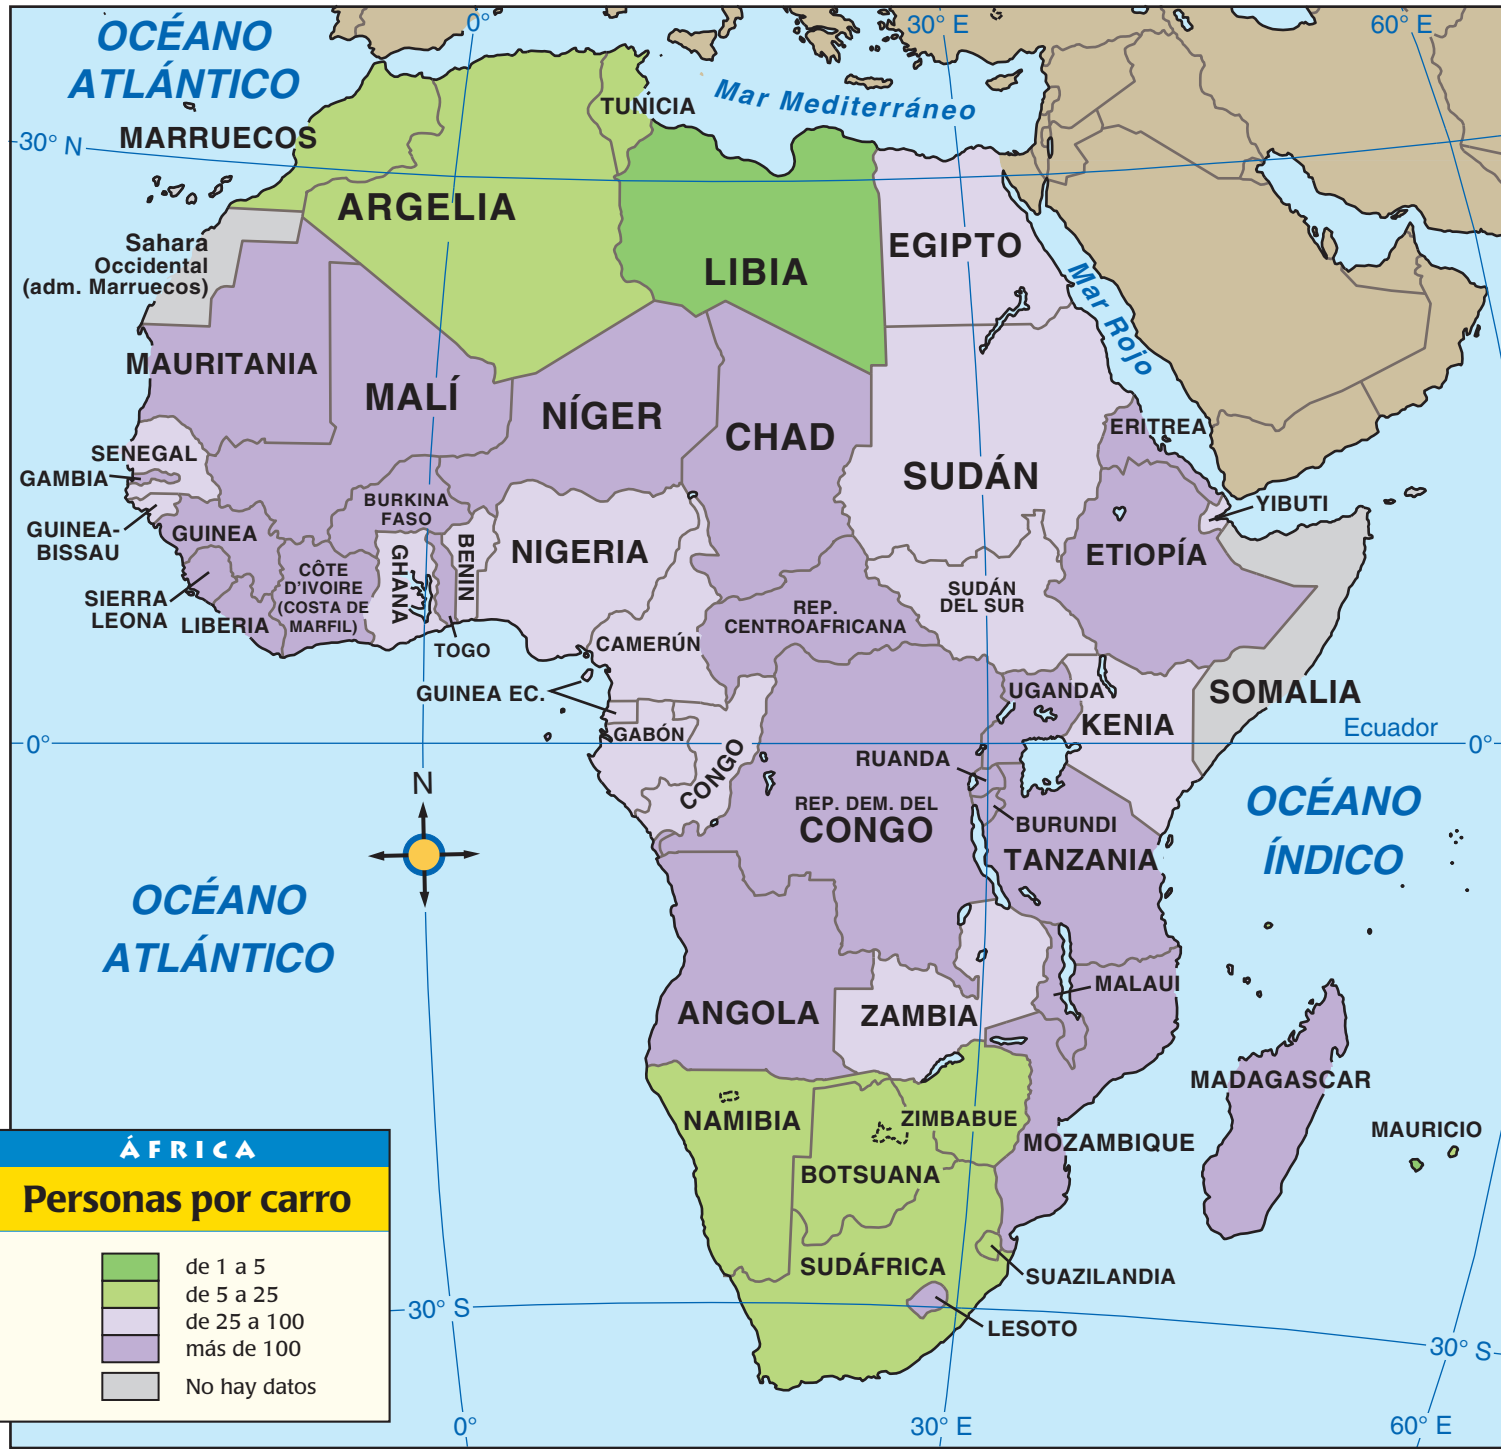 0°
30° E
60° E
OCÉANO
ATLÁNTICO
TUNICIA
Mar Mediterráneo
MARRUECOS
30° N
ARGELIA
Sahara
Occidental
(adm. Marruecos)
LIBIA
EGIPTO
Mar Rojo
MAURITANIA
MALÍ
NÍGER
CHAD
SUDÁN
ERITREA
SENEGAL
GAMBIA
BURKINA
FASO
YIBUTI
GUINEA-
BISSAU
GUINEA
BENIN
GHANA
NIGERIA
ETIOPÍA
CÔTE
D'IVOIRE
(COSTA DE
MARFIL)
SIERRA
LEONA
LIBERIA
TOGO
SUDÁN
DEL SUR
REP.
CENTROAFRICANA
CAMERÚN
GUINEA EC.
UGANDA
SOMALIA
GABÓN
KENIA
Ecuador
0°
0°
CONGO
RUANDA
N
REP. DEM. DEL
CONGO
BURUNDI
TANZANIA
OCÉANO
ÍNDICO
OCÉANO
ATLÁNTICO
MALAUI
ANGOLA
ZAMBIA
MADAGASCAR
NAMIBIA
ZIMBABUE
MOZAMBIQUE
MAURICIO
BOTSUANA
SUDÁFRICA
SUAZILANDIA
LESOTO
30° S
30° S
0°
30° E
60° E
ÁFRICA
Personas por carro
de 1 a 5
de 5 a 25
de 25 a 100
más de 100
No hay datos